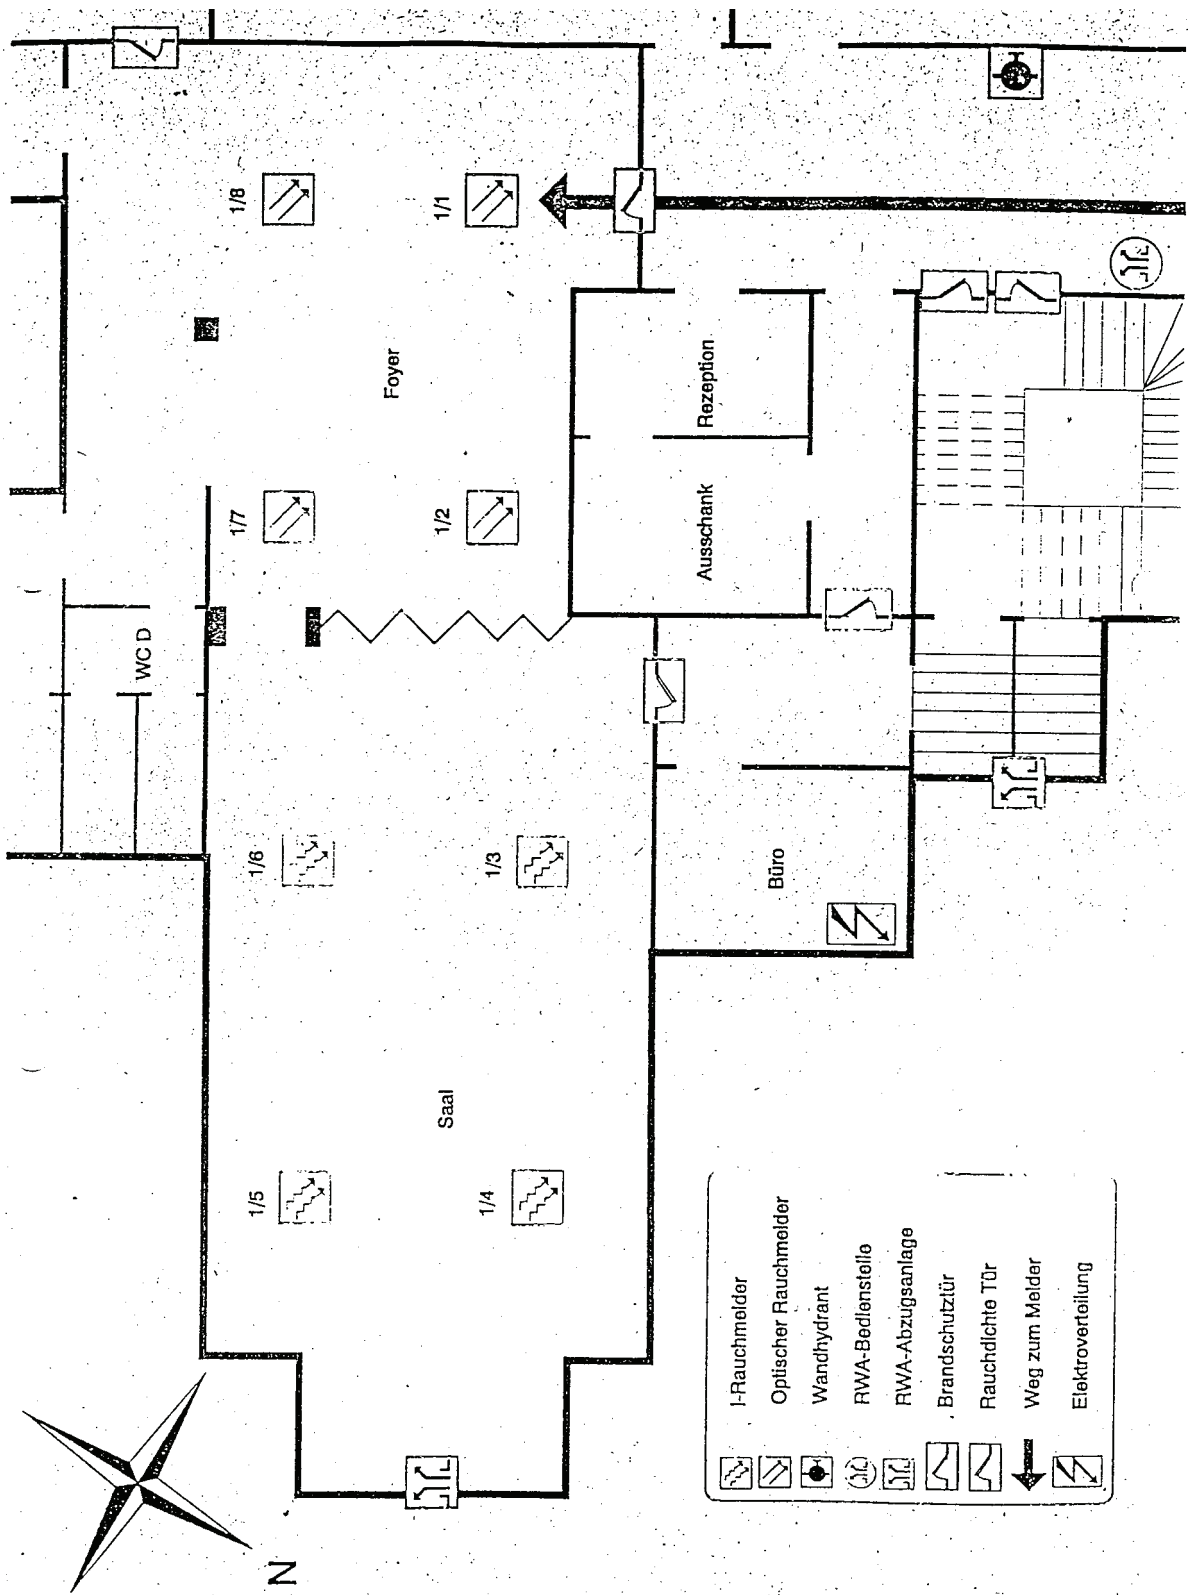 1/8
1/1
Foyer
Rezeption
1/7
1/2
Ausschank
WC D
1/6
1/3
Büro
Saal
1/5
1/4
I-Rauchmelder
Optischer Rauchmelder
Wandhydrant
RWA-Bedienstelle
RWA-Abzugsanlage
Brandschutztür
Rauchdichte Tür
Weg zum Melder
Elektroverteilung
N